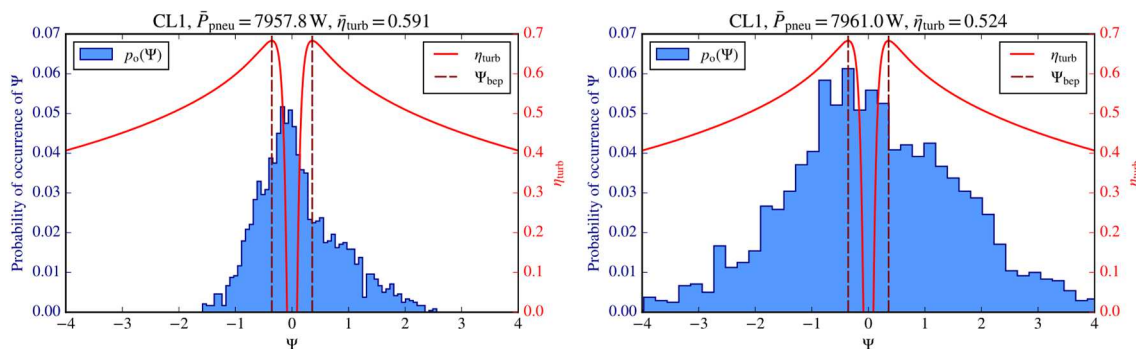 CL1, P̄pneu = 7957.8 W, η̄turb = 0.591
0.07
0.06
0.05
0.04
0.03
0.02
0.01
0.00
Probability of occurrence of Ψ
pₒ(Ψ)
ηturb
Ψbep
0.7
0.6
0.5
0.4
0.3
0.2
0.1
0.0
ηturb
−4 −3 −2 −1 0 1 2 3 4
Ψ
CL1, P̄pneu = 7961.0 W, η̄turb = 0.524
0.07
0.06
0.05
0.04
0.03
0.02
0.01
0.00
Probability of occurrence of Ψ
pₒ(Ψ)
ηturb
Ψbep
0.7
0.6
0.5
0.4
0.3
0.2
0.1
0.0
ηturb
−4 −3 −2 −1 0 1 2 3 4
Ψ